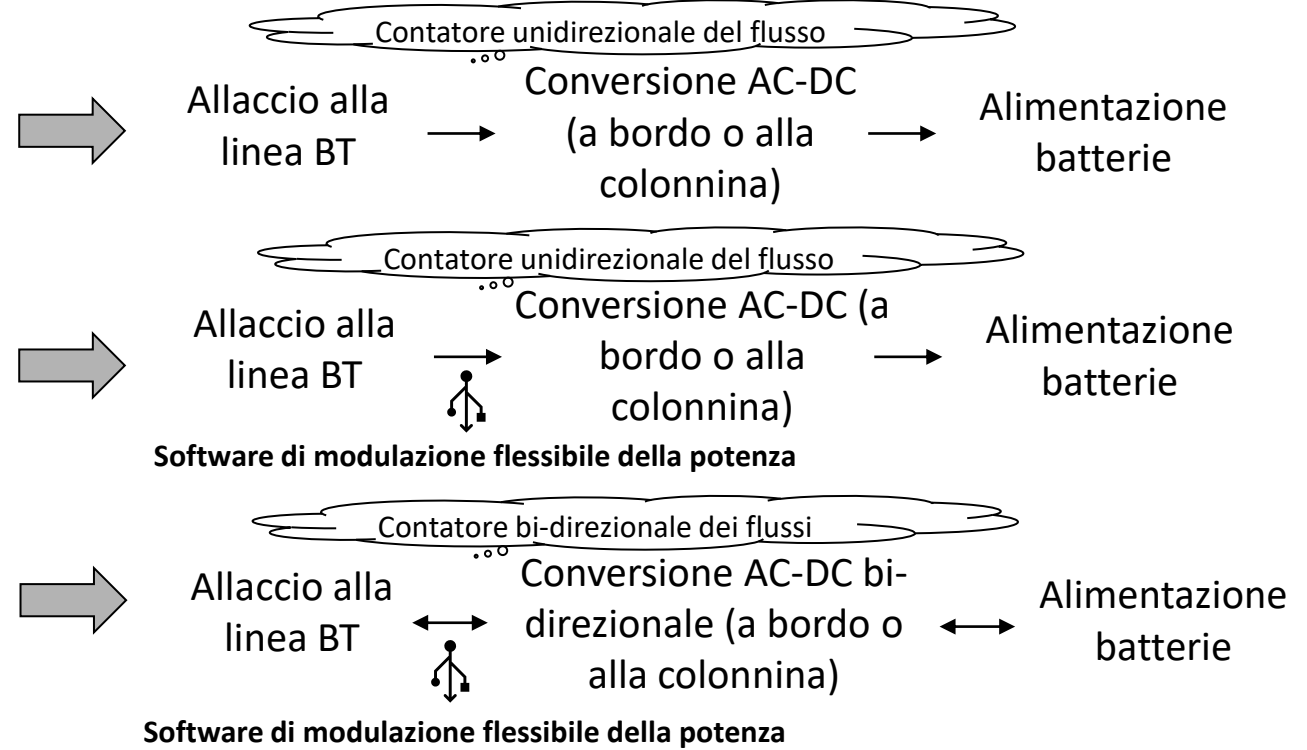 Contatore unidirezionale del flusso
Allaccio alla
linea BT
Conversione AC-DC
(a bordo o alla
colonnina)
Alimentazione
batterie
Contatore unidirezionale del flusso
Allaccio alla
linea BT
Conversione AC-DC (a
bordo o alla
colonnina)
Alimentazione
batterie
Software di modulazione flessibile della potenza
Contatore bi-direzionale dei flussi
Allaccio alla
linea BT
Conversione AC-DC bi-
direzionale (a bordo o
alla colonnina)
Alimentazione
batterie
Software di modulazione flessibile della potenza